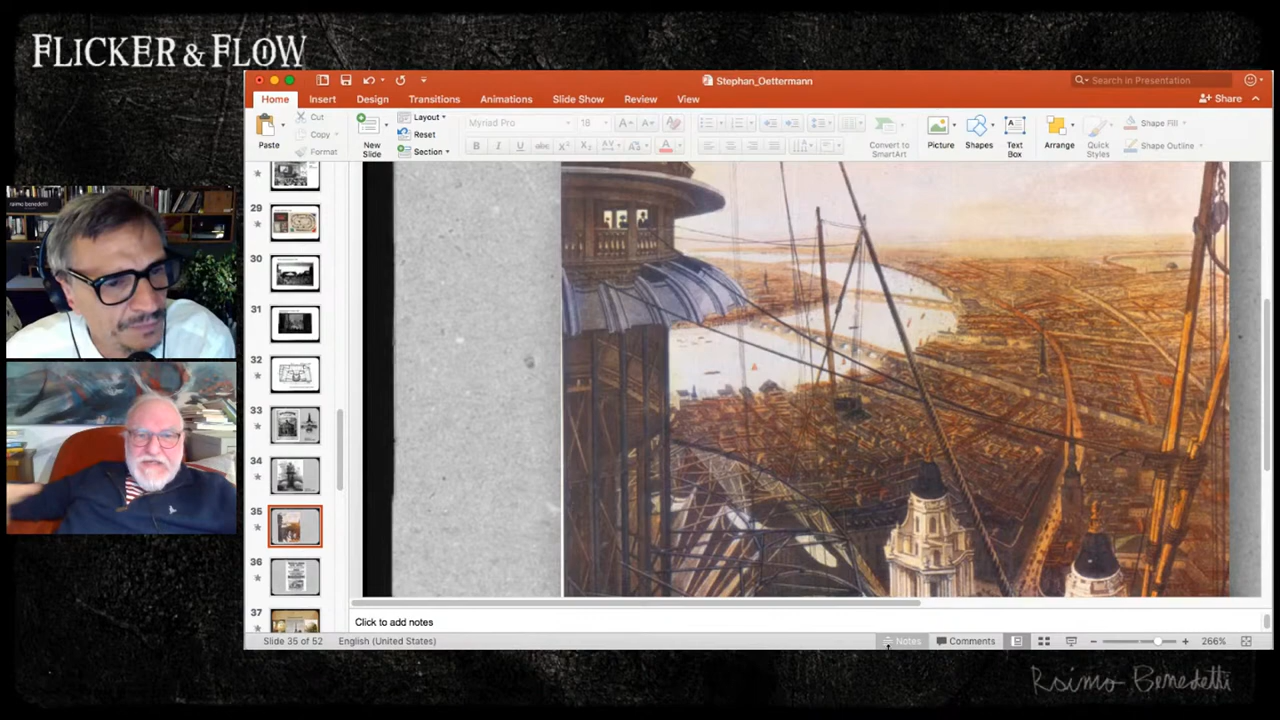 FLICKER & FLOW
Stephan_Oettermann
Search in Presentation
Home Insert Design Transitions Animations Slide Show Review View
Share
Paste
Cut
Copy
Format
New Slide
Layout
Reset
Section
Myriad Pro 18
Convert to SmartArt
Picture
Shapes
Text Box
Arrange
Quick Styles
Shape Fill
Shape Outline
raimo benedetti
29
30
31
32
33
34
35
36
37
Click to add notes
Slide 35 of 52 English (United States)
Notes Comments 266%
Raimo Benedetti